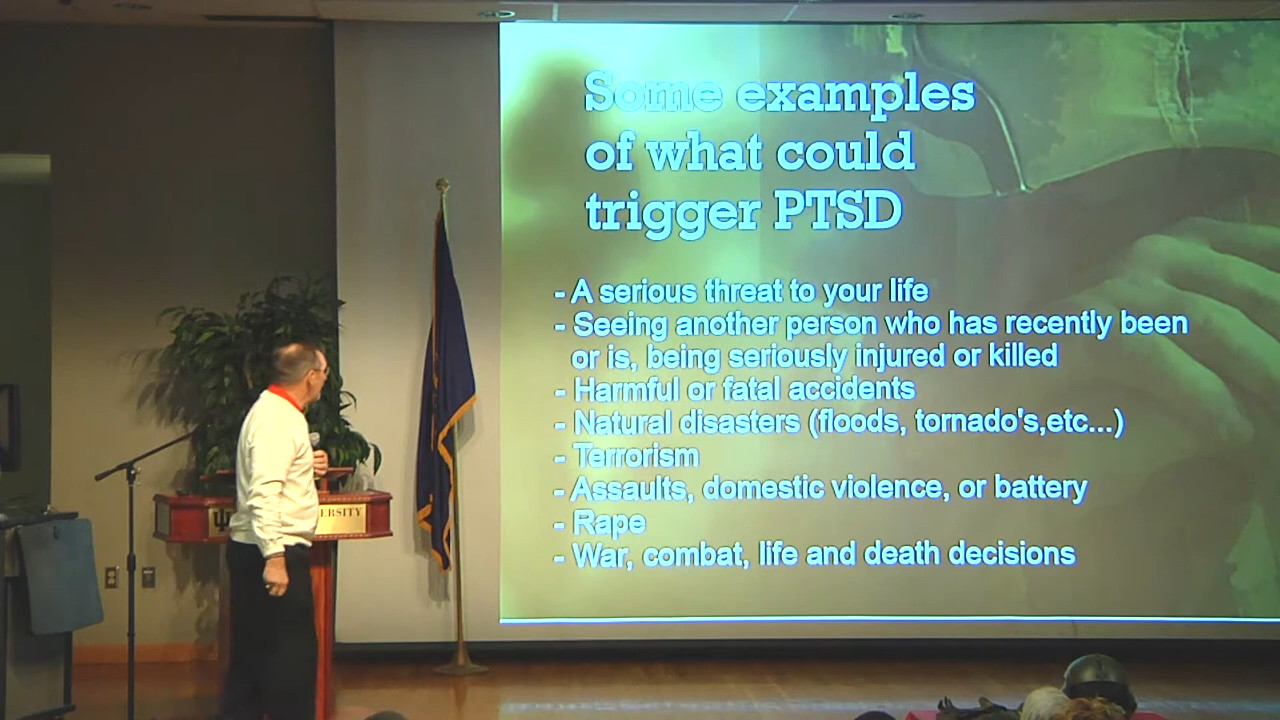 Some examples
of what could
trigger PTSD
- A serious threat to your life
- Seeing another person who has recently been
or is, being seriously injured or killed
- Harmful or fatal accidents
- Natural disasters (floods, tornado's,etc...)
- Terrorism
- Assaults, domestic violence, or battery
- Rape
- War, combat, life and death decisions
ERSITY